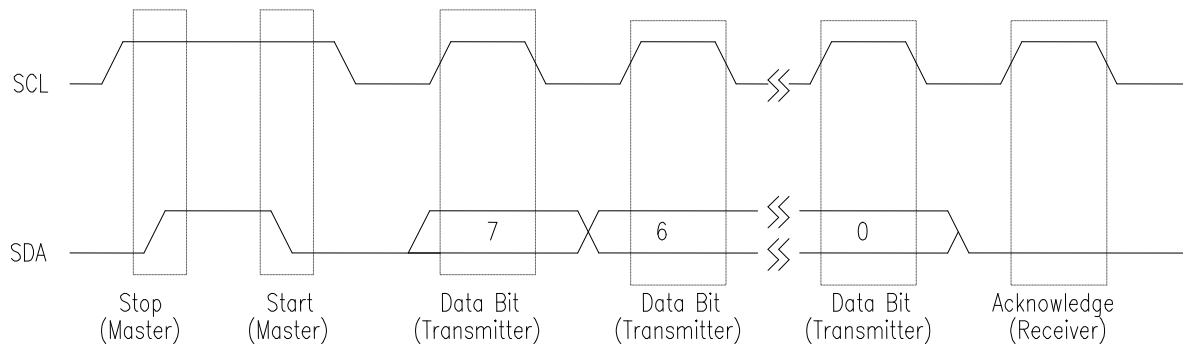 SCL
SDA
7
6
0
Stop
(Master)
Start
(Master)
Data Bit
(Transmitter)
Data Bit
(Transmitter)
Data Bit
(Transmitter)
Acknowledge
(Receiver)